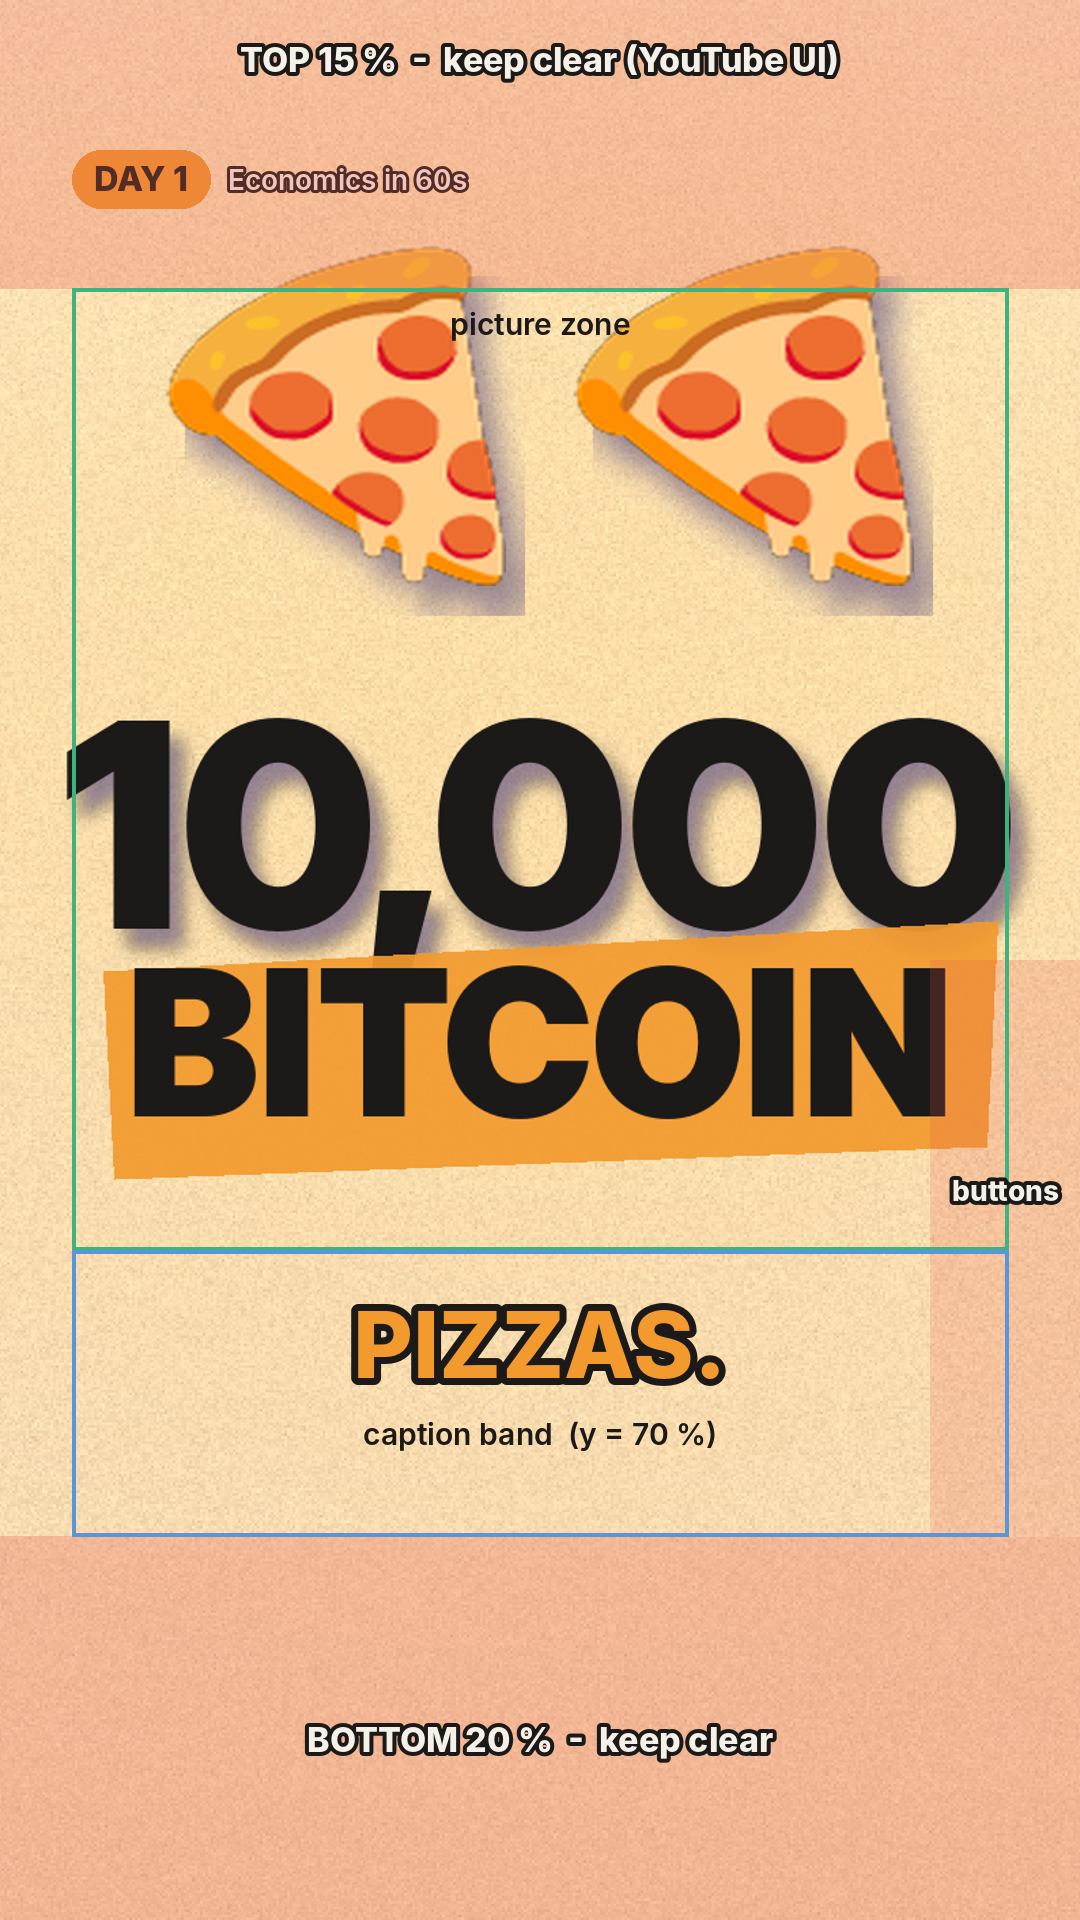 TOP 15 % - keep clear (YouTube UI)
DAY 1 Economics in 60s
picture zone
10,000
BITCOIN
buttons
PIZZAS.
caption band (y = 70 %)
BOTTOM 20 % - keep clear